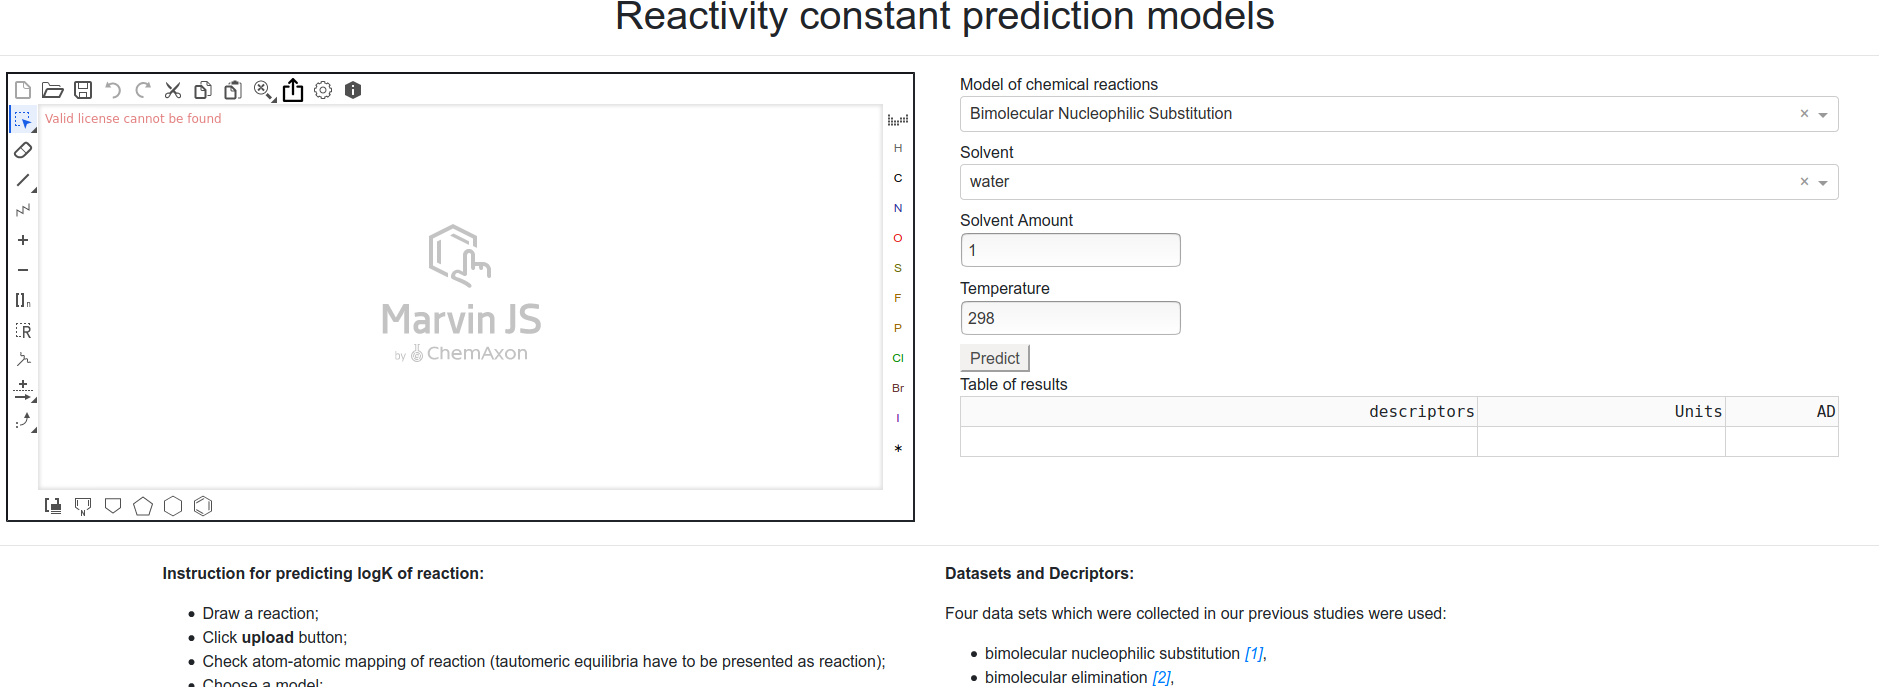 Reactivity constant prediction models
Valid license cannot be found
Marvin JS
by ChemAxon
H
C
N
O
S
F
P
Cl
Br
I
*
[]n
R
N
Model of chemical reactions
Bimolecular Nucleophilic Substitution ×
Solvent
water ×
Solvent Amount
1
Temperature
298
Predict
Table of results
descriptors Units AD
Instruction for predicting logK of reaction:
• Draw a reaction;
• Click upload button;
• Check atom-atomic mapping of reaction (tautomeric equilibria have to be presented as reaction);
• Choose a model;
Datasets and Decriptors:
Four data sets which were collected in our previous studies were used:
• bimolecular nucleophilic substitution [1],
• bimolecular elimination [2],